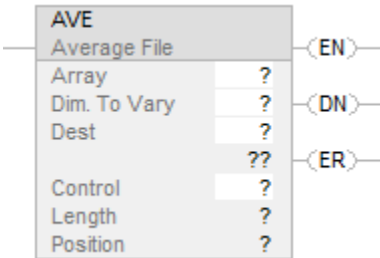 AVE
Average File
(EN)
Array ?
Dim. To Vary ? (DN)
Dest ?
?? (ER)
Control ?
Length ?
Position ?